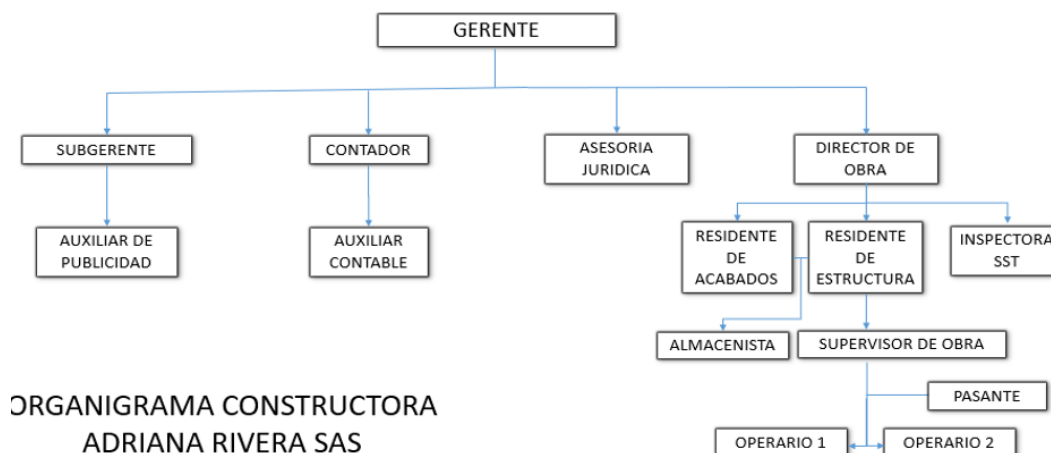 GERENTE
SUBGERENTE
CONTADOR
ASESORIA
JURIDICA
DIRECTOR DE
OBRA
AUXILIAR DE
PUBLICIDAD
AUXILIAR
CONTABLE
RESIDENTE
DE
ACABADOS
RESIDENTE
DE
ESTRUCTURA
INSPECTORA
SST
ALMACENISTA
SUPERVISOR DE OBRA
PASANTE
OPERARIO 1
OPERARIO 2
ORGANIGRAMA CONSTRUCTORA
ADRIANA RIVERA SAS